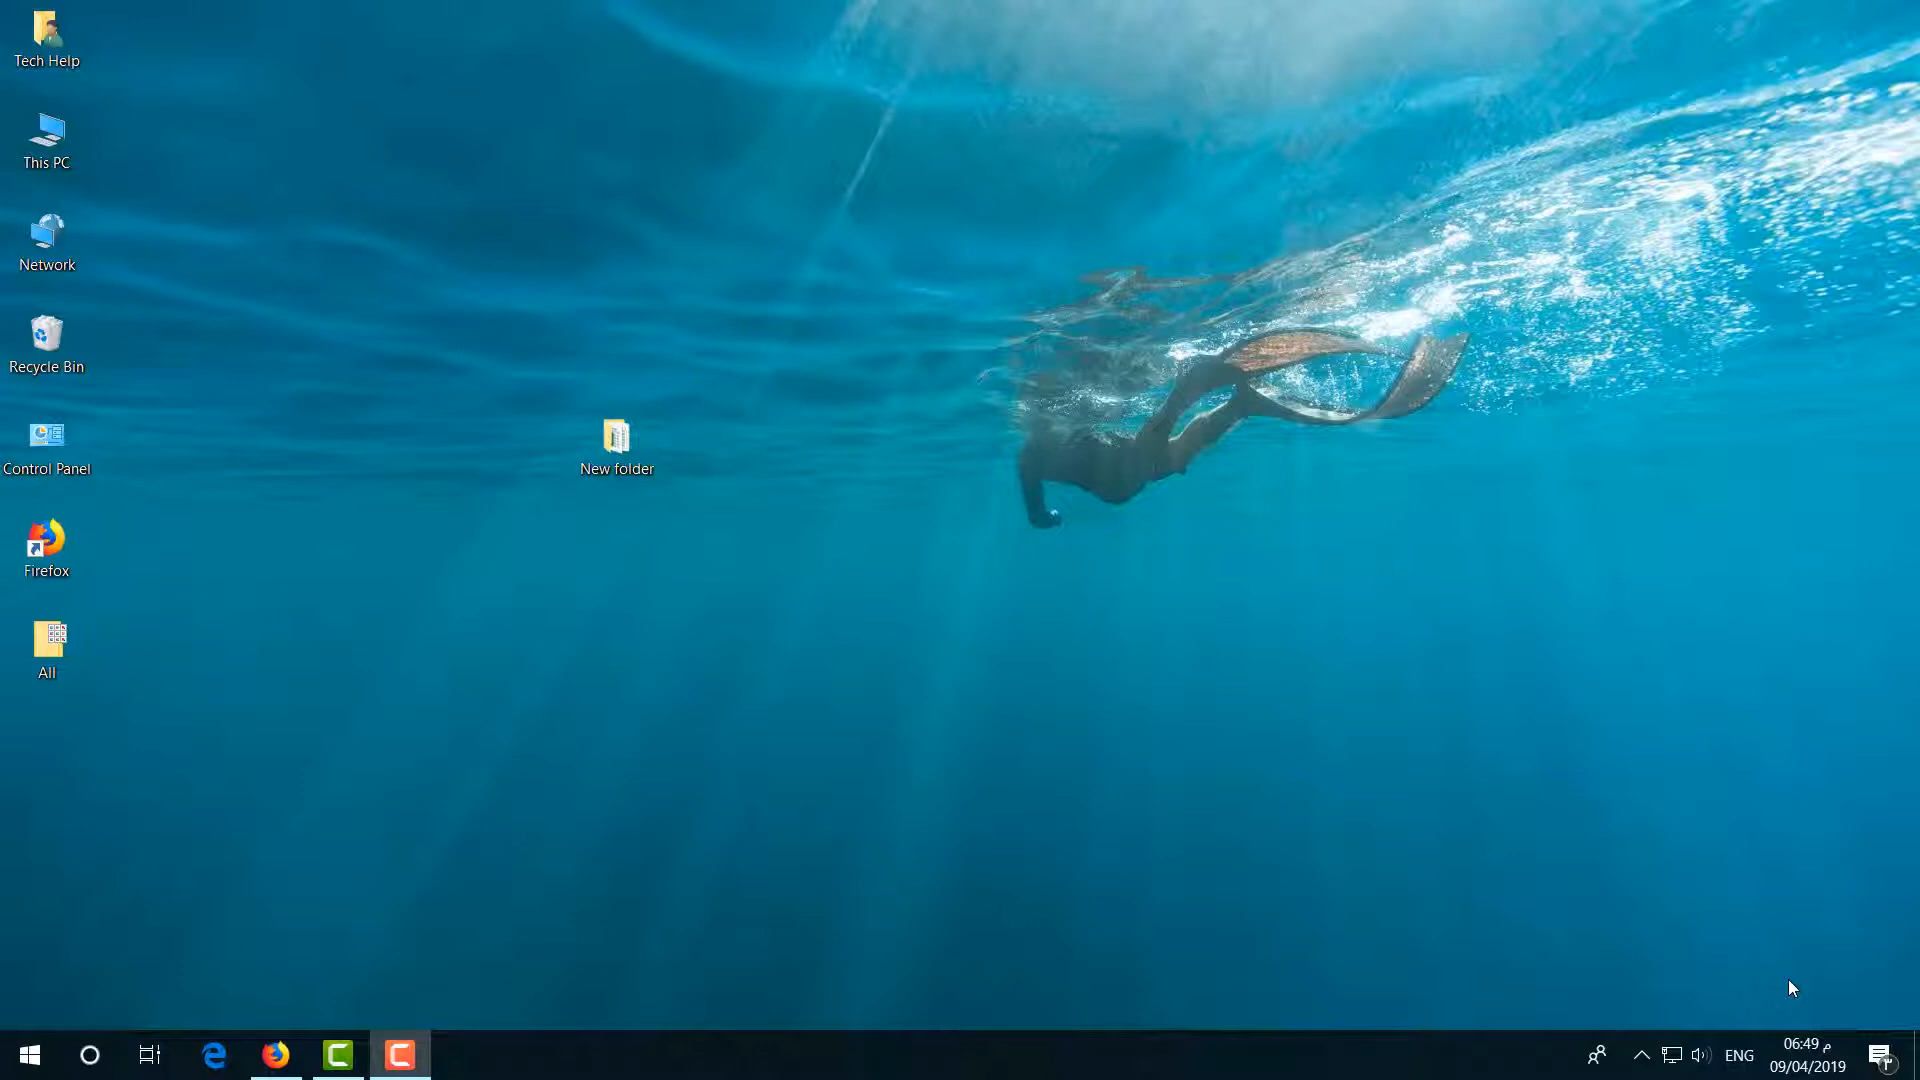 Tech Help
This PC
Network
Recycle Bin
Control Panel
New folder
Firefox
All
ENG
06:49 م
09/04/2019
٣